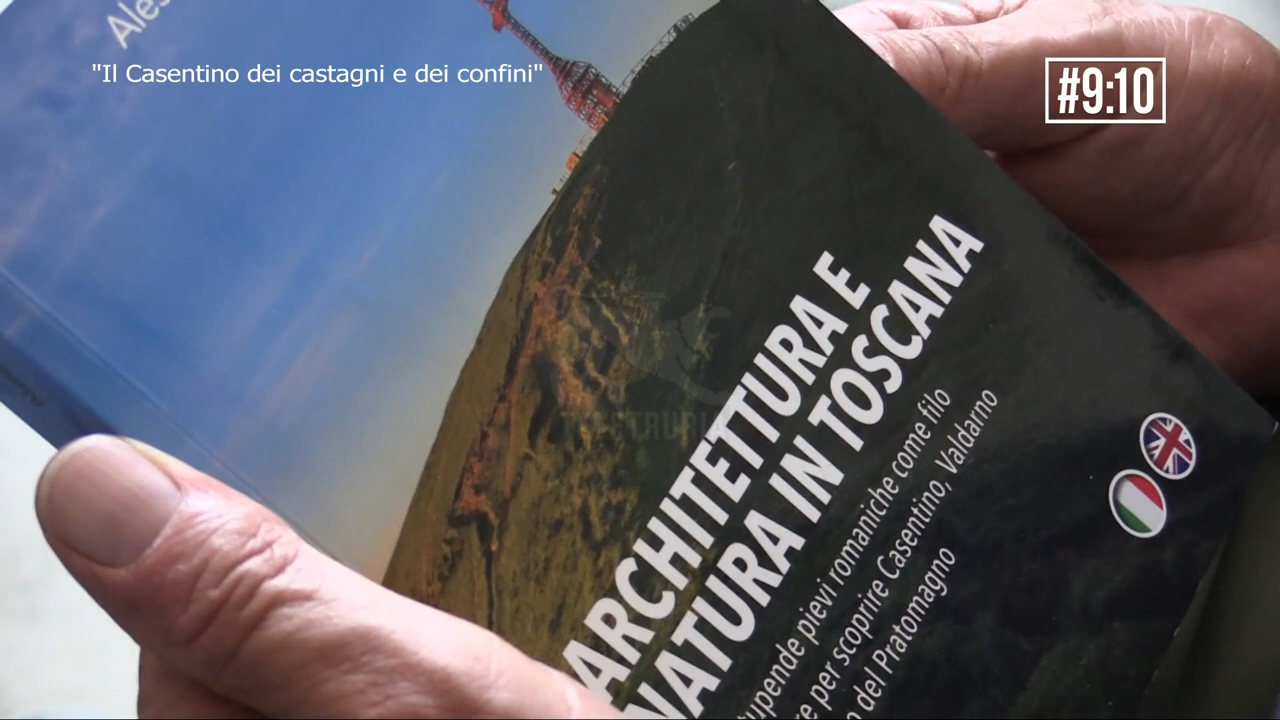 "Il Casentino dei castagni e dei confini"
#9:10
ARCHITETTURA E
NATURA IN TOSCANA
pievi romaniche come filo
per scoprire Casentino, Valdarno
del Pratomagno
TELETRURIA